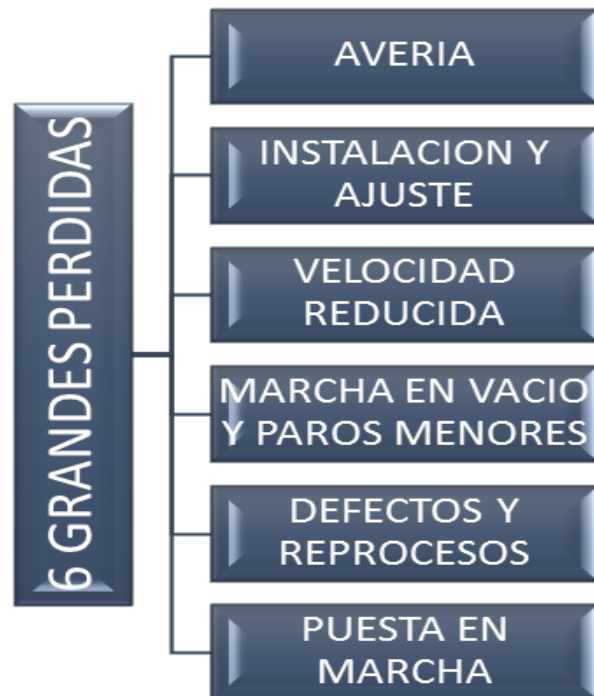 6 GRANDES PERDIDAS
AVERIA
INSTALACION Y
AJUSTE
VELOCIDAD
REDUCIDA
MARCHA EN VACIO
Y PAROS MENORES
DEFECTOS Y
REPROCESOS
PUESTA EN
MARCHA